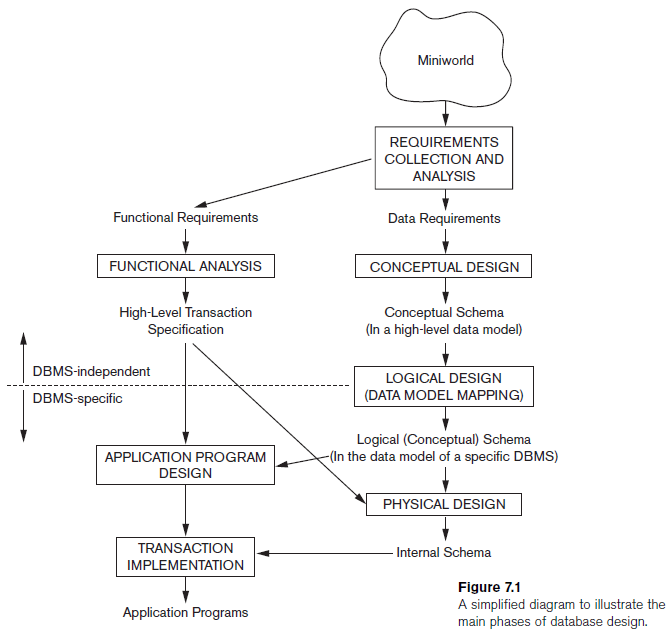 Miniworld
REQUIREMENTS
COLLECTION AND
ANALYSIS
Functional Requirements
Data Requirements
FUNCTIONAL ANALYSIS
CONCEPTUAL DESIGN
High-Level Transaction
Specification
Conceptual Schema
(In a high-level data model)
DBMS-independent
DBMS-specific
LOGICAL DESIGN
(DATA MODEL MAPPING)
Logical (Conceptual) Schema
(In the data model of a specific DBMS)
APPLICATION PROGRAM
DESIGN
PHYSICAL DESIGN
TRANSACTION
IMPLEMENTATION
Internal Schema
Application Programs
Figure 7.1
A simplified diagram to illustrate the
main phases of database design.